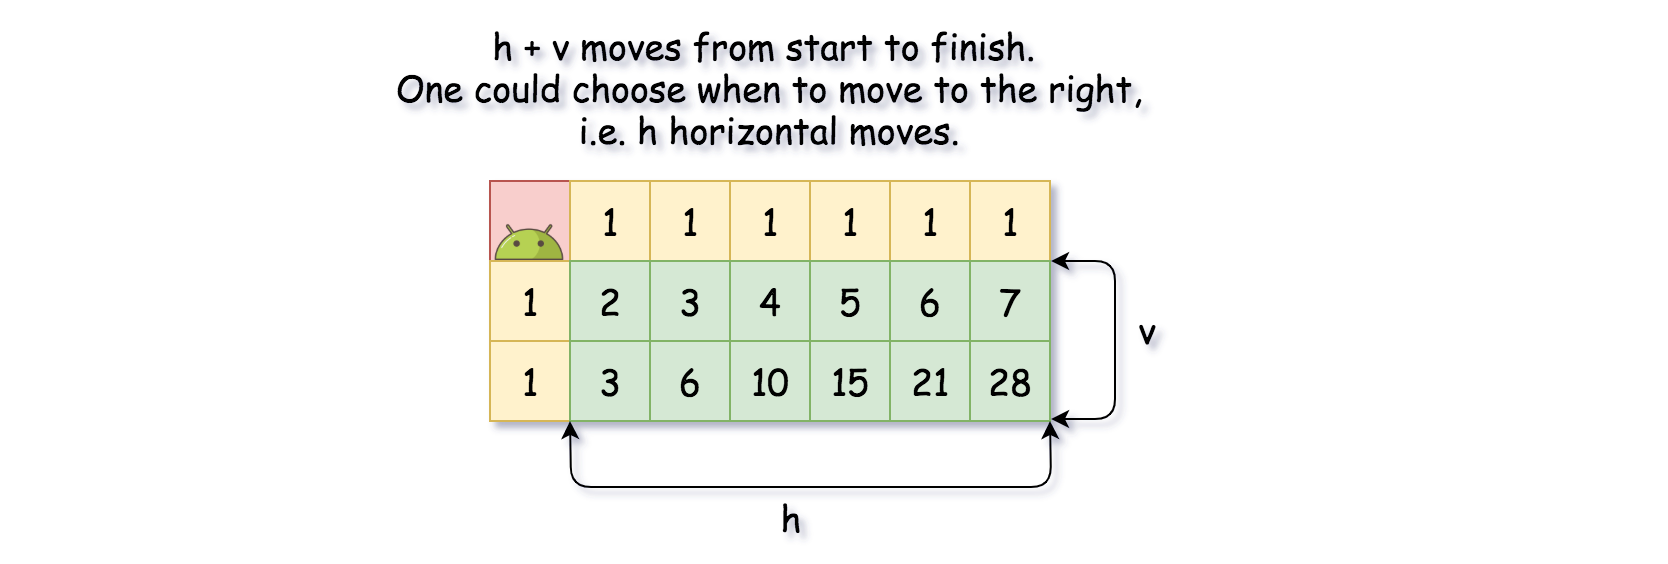 h + v moves from start to finish.
One could choose when to move to the right,
i.e. h horizontal moves.
1 1 1 1 1 1
1 2 3 4 5 6 7
v
1 3 6 10 15 21 28
h